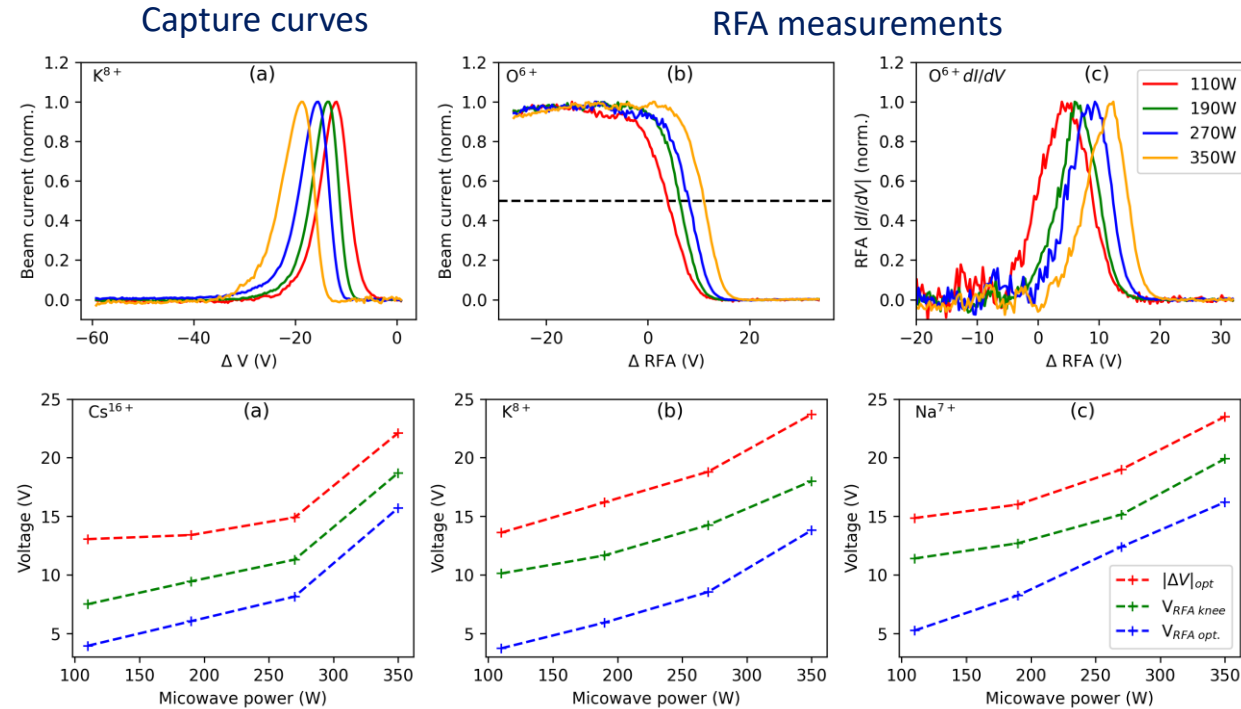 Capture curves
RFA measurements
K8+
(a)
1.2
1.0
0.8
0.6
0.4
0.2
0.0
Beam current (norm.)
−60
−40
−20
0
Δ V (V)
O6+
(b)
1.2
1.0
0.8
0.6
0.4
0.2
0.0
Beam current (norm.)
−20
0
20
Δ RFA (V)
O6+ dI/dV
(c)
110W
190W
270W
350W
1.2
1.0
0.8
0.6
0.4
0.2
0.0
RFA |dI/dV| (norm.)
−20
−10
0
10
20
30
Δ RFA (V)
Cs16+
(a)
25
20
15
10
5
Voltage (V)
100
150
200
250
300
350
Micowave power (W)
K8+
(b)
25
20
15
10
5
Voltage (V)
100
150
200
250
300
350
Micowave power (W)
Na7+
(c)
25
20
15
10
5
Voltage (V)
|ΔV|opt
VRFA knee
VRFA opt.
100
150
200
250
300
350
Micowave power (W)